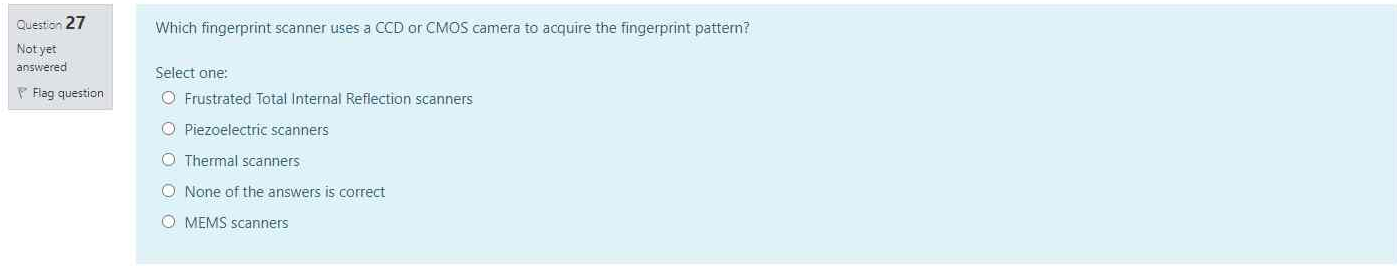 Question 27
Not yet
answered
Flag question
Which fingerprint scanner uses a CCD or CMOS camera to acquire the fingerprint pattern?
Select one:
Frustrated Total Internal Reflection scanners
Piezoelectric scanners
Thermal scanners
None of the answers is correct
MEMS scanners